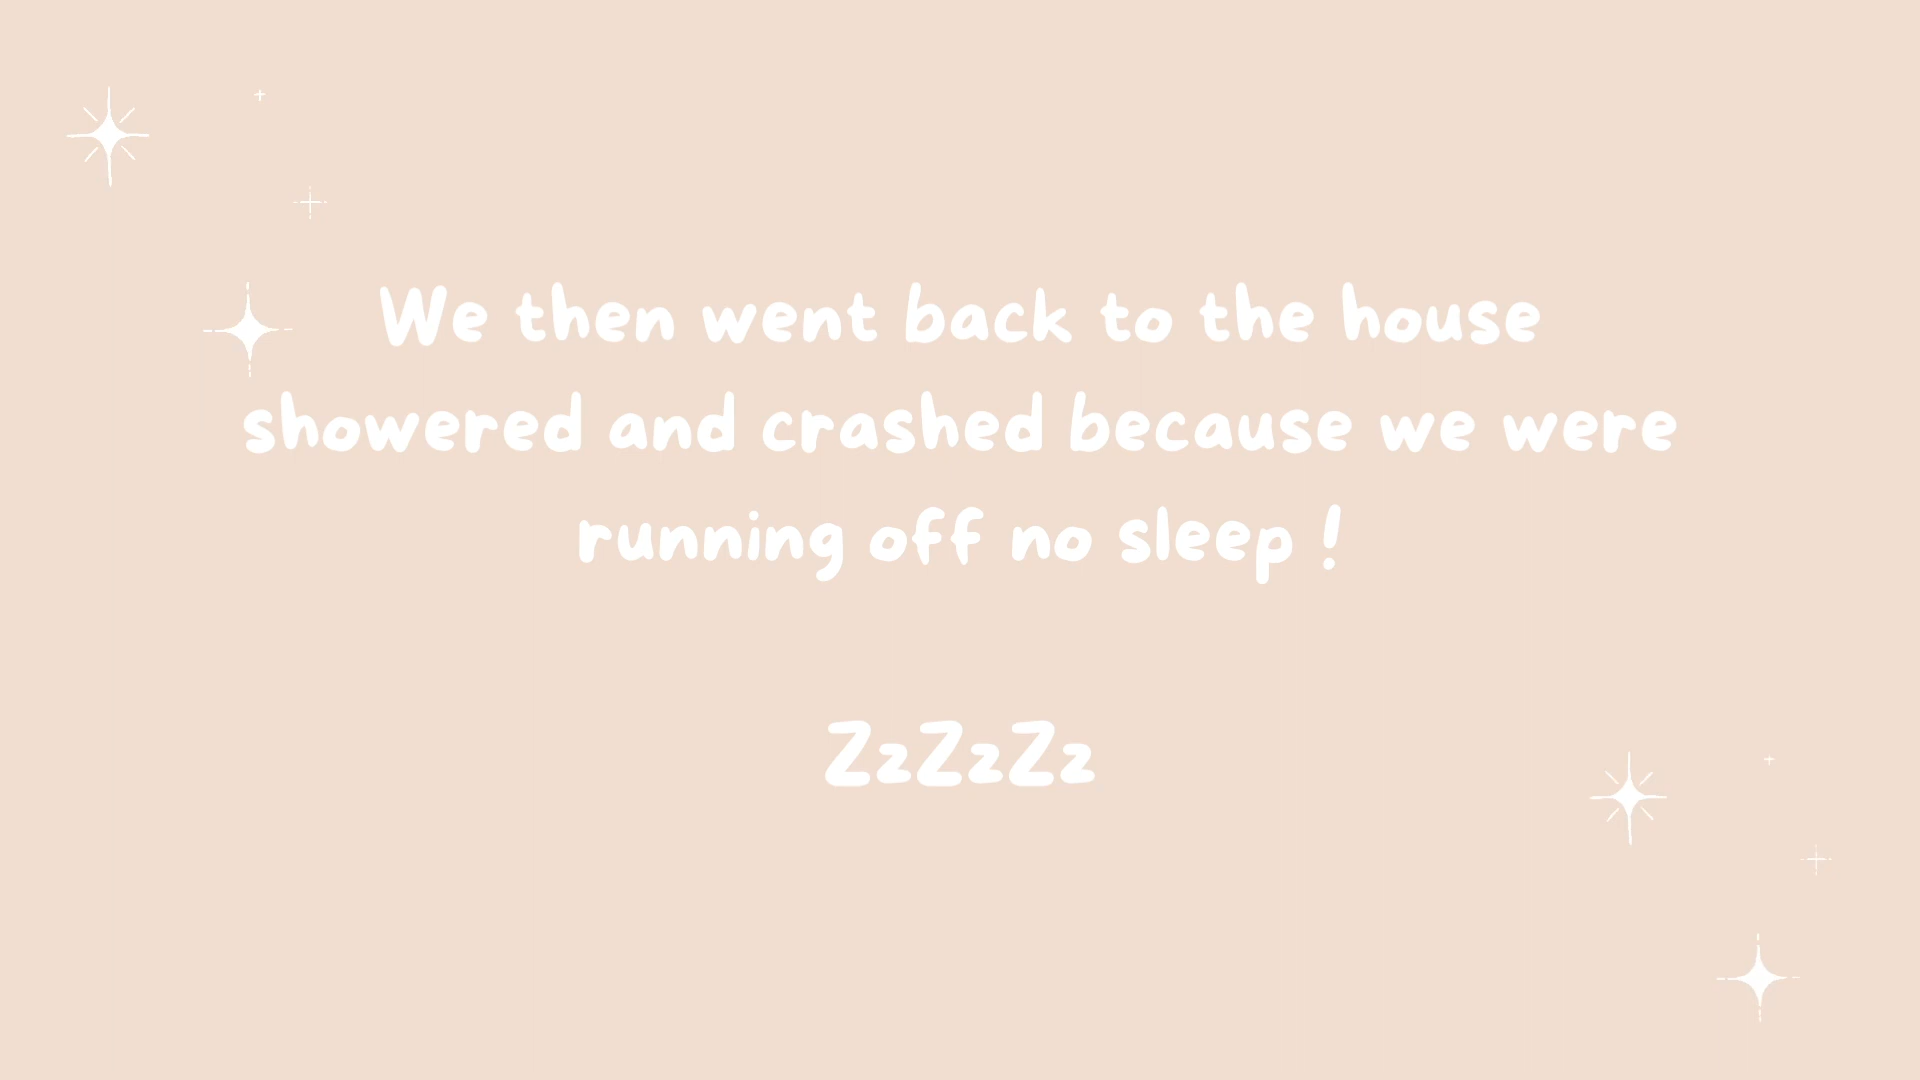 We then went back to the house
showered and crashed because we were
running off no sleep !
ZzZzZz